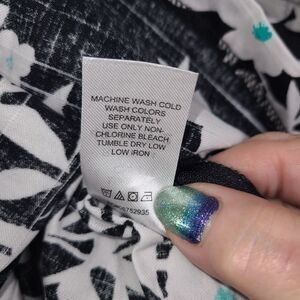 MACHINE WASH COLD
WASH COLORS
SEPARATELY
USE ONLY NON-
CHLORINE BLEACH
TUMBLE DRY LOW
LOW IRON